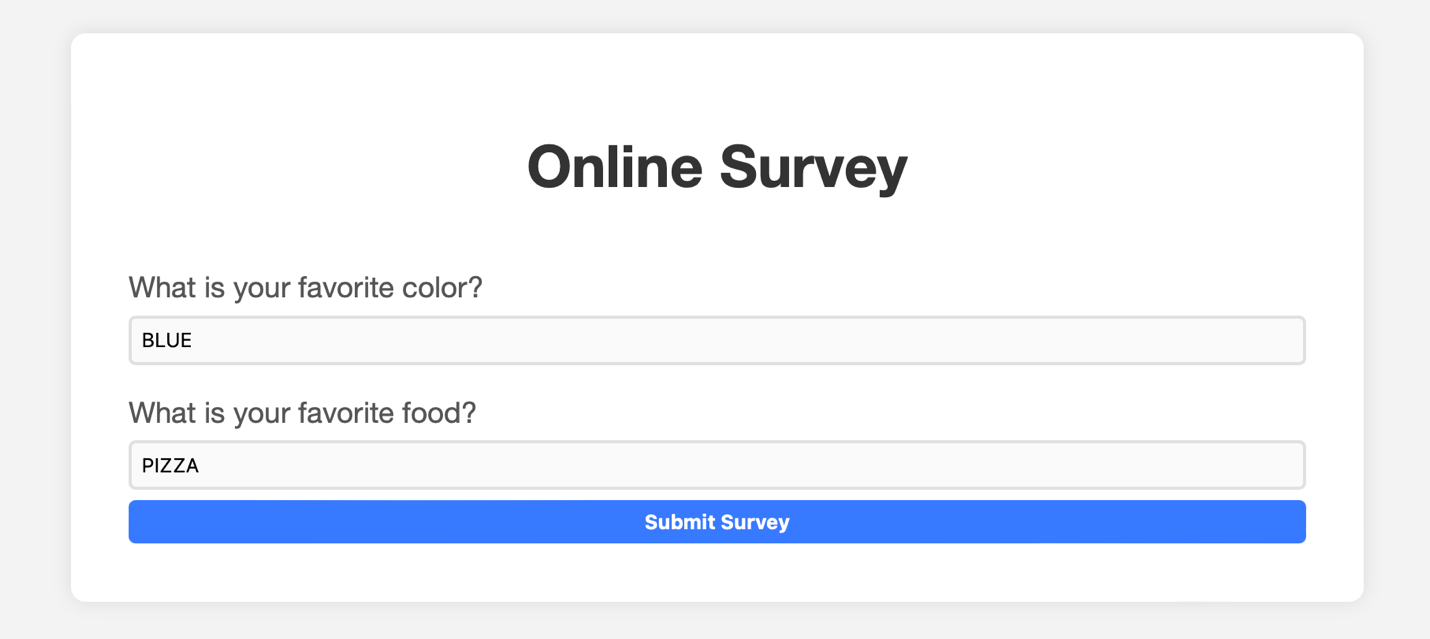 Online Survey
What is your favorite color?
BLUE
What is your favorite food?
PIZZA
Submit Survey